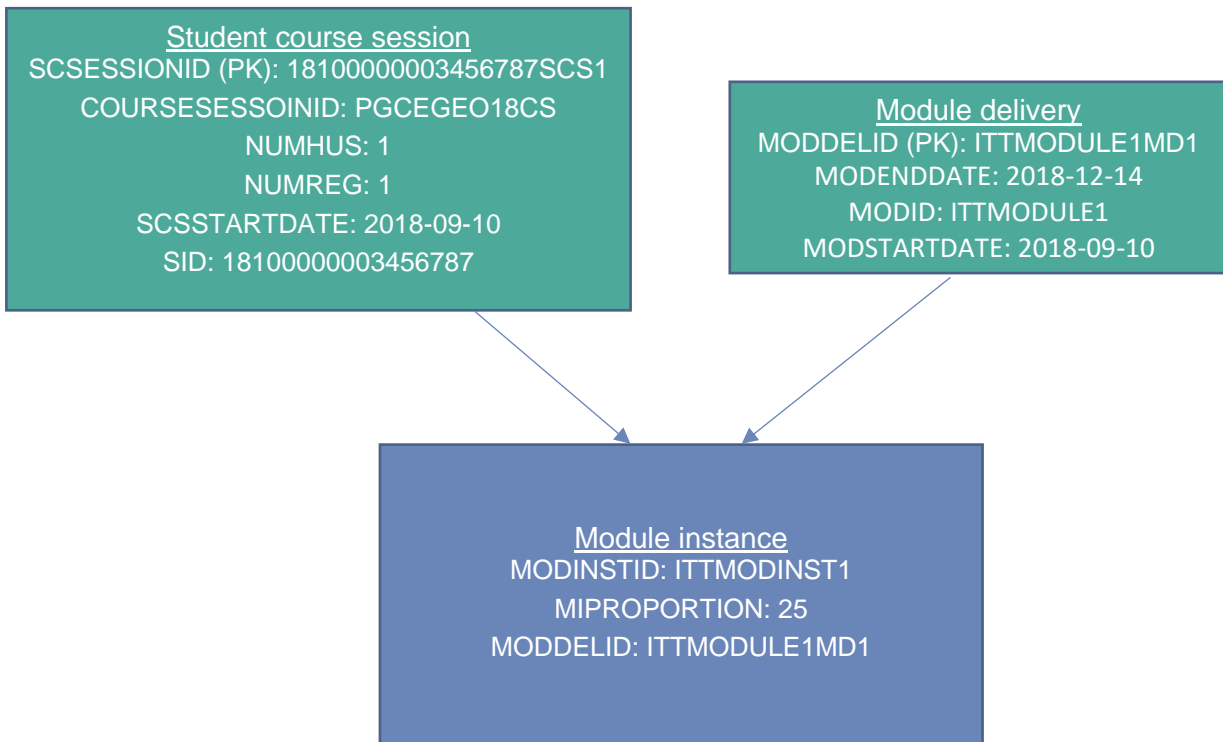 Student course session
SCSESSIONID (PK): 18100000003456787SCS1
COURSESESSOINID: PGCEGEO18CS
NUMHUS: 1
NUMREG: 1
SCSSTARTDATE: 2018-09-10
SID: 18100000003456787
Module delivery
MODDELID (PK): ITTMODULE1MD1
MODENDDATE: 2018-12-14
MODID: ITTMODULE1
MODSTARTDATE: 2018-09-10
Module instance
MODINSTID: ITTMODINST1
MIPROPORTION: 25
MODDELID: ITTMODULE1MD1